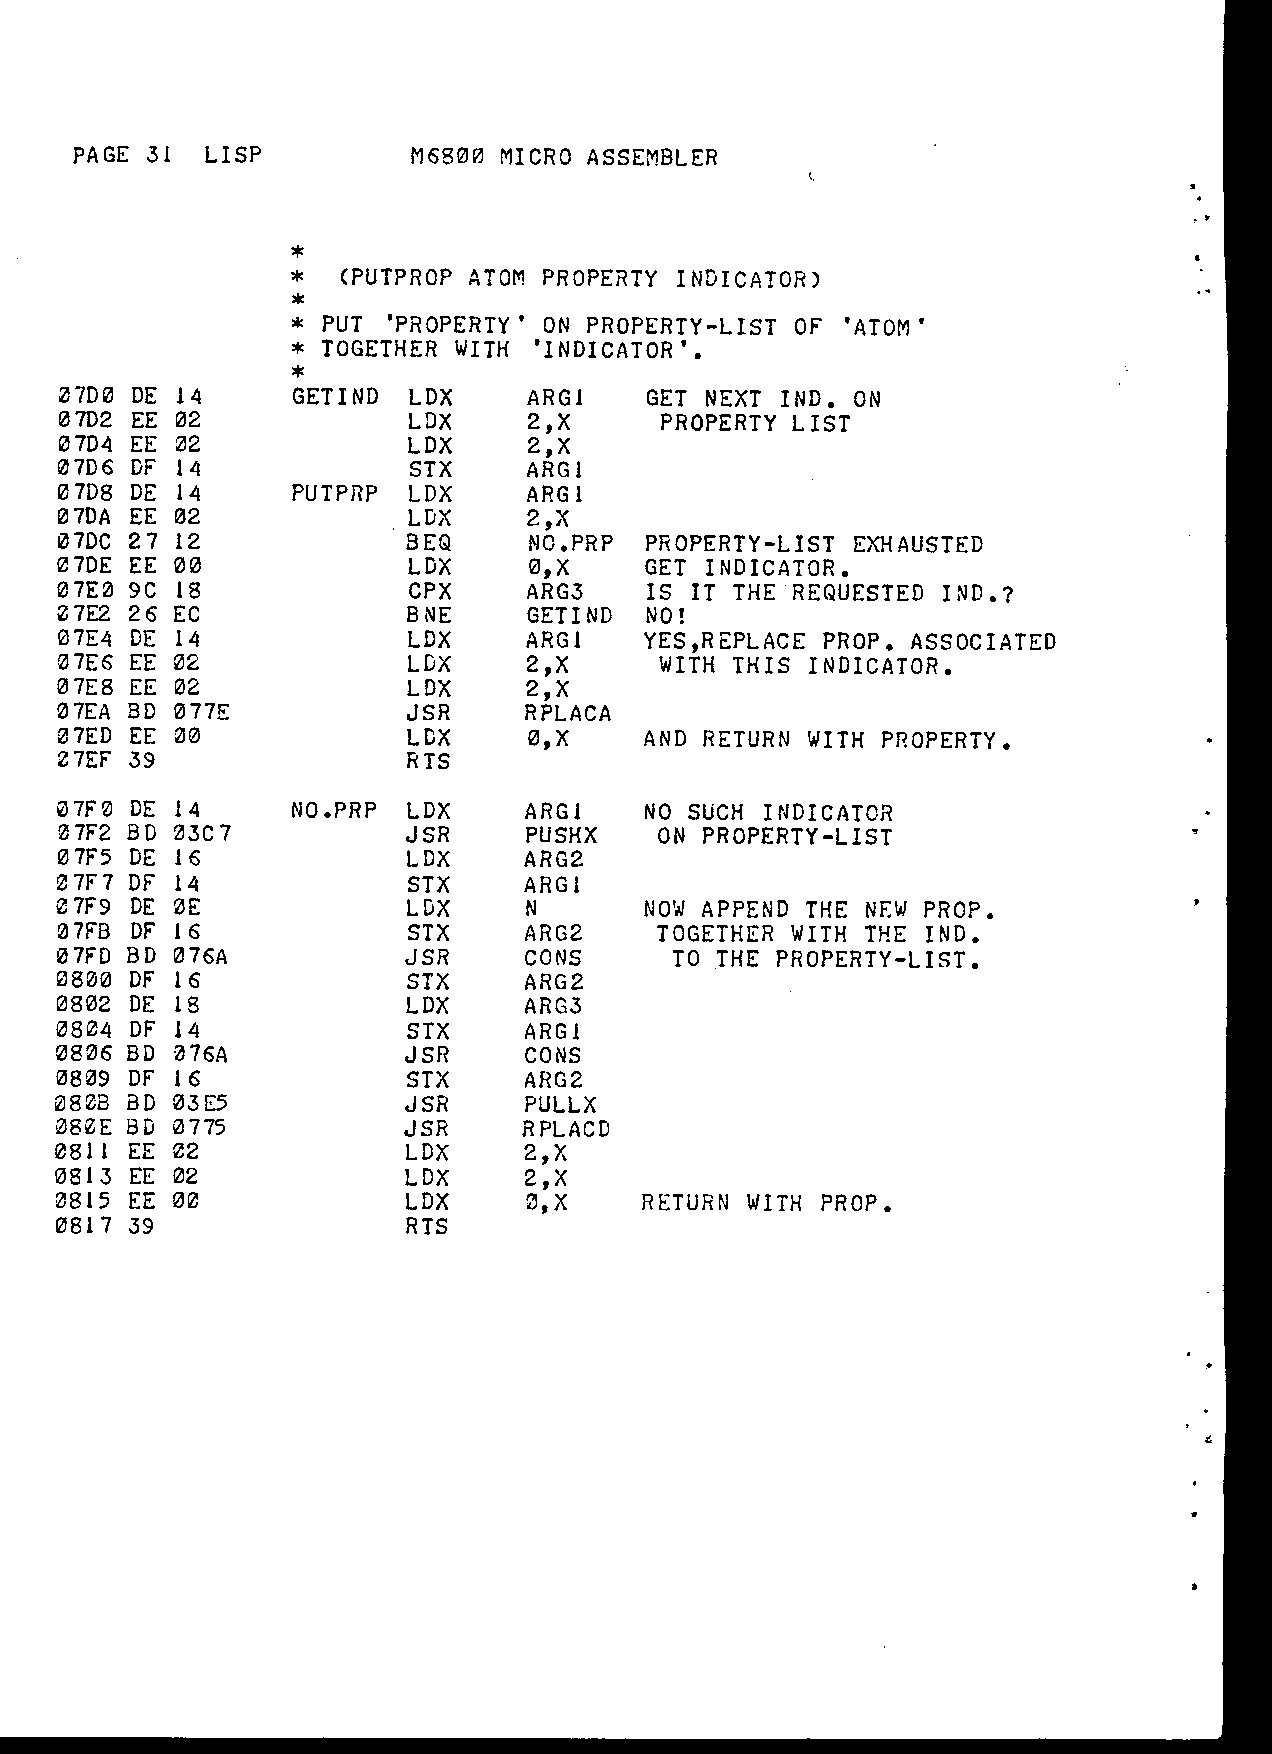 PAGE 31  LISP          M6800 MICRO ASSEMBLER
*
*  (PUTPROP ATOM PROPERTY INDICATOR)
*
* PUT 'PROPERTY' ON PROPERTY-LIST OF 'ATOM'
* TOGETHER WITH 'INDICATOR'.
*
07D0 DE 14      GETIND  LDX     ARG1    GET NEXT IND. ON
07D2 EE 02              LDX     2,X      PROPERTY LIST
07D4 EE 02              LDX     2,X
07D6 DF 14              STX     ARG1
07D8 DE 14      PUTPRP  LDX     ARG1
07DA EE 02              LDX     2,X
07DC 27 12              BEQ     NO.PRP  PROPERTY-LIST EXHAUSTED
07DE EE 00              LDX     0,X     GET INDICATOR.
07E0 9C 18              CPX     ARG3    IS IT THE REQUESTED IND.?
07E2 26 EC              BNE     GETIND  NO!
07E4 DE 14              LDX     ARG1    YES,REPLACE PROP. ASSOCIATED
07E6 EE 02              LDX     2,X      WITH THIS INDICATOR.
07E8 EE 02              LDX     2,X
07EA BD 077E            JSR     RPLACA
07ED EE 00              LDX     0,X     AND RETURN WITH PROPERTY.
07EF 39                 RTS
07F0 DE 14      NO.PRP  LDX     ARG1    NO SUCH INDICATOR
07F2 BD 03C7            JSR     PUSHX    ON PROPERTY-LIST
07F5 DE 16              LDX     ARG2
07F7 DF 14              STX     ARG1
07F9 DE 0E              LDX     N       NOW APPEND THE NEW PROP.
07FB DF 16              STX     ARG2     TOGETHER WITH THE IND.
07FD BD 076A            JSR     CONS      TO THE PROPERTY-LIST.
0800 DF 16              STX     ARG2
0802 DE 18              LDX     ARG3
0804 DF 14              STX     ARG1
0806 BD 076A            JSR     CONS
0809 DF 16              STX     ARG2
080B BD 03E5            JSR     PULLX
080E BD 0775            JSR     RPLACD
0811 EE 02              LDX     2,X
0813 EE 02              LDX     2,X
0815 EE 00              LDX     0,X     RETURN WITH PROP.
0817 39                 RTS